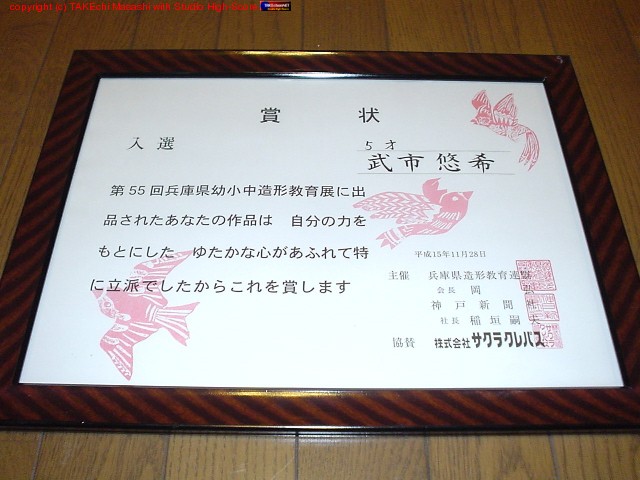 copyright (c) TAKEichi Masashi with Studio High-Score
賞 状
入 選
5 才
武市 悠希
第55回兵庫県幼小中造形教育展に出
品されたあなたの作品は 自分の力を
もとにした ゆたかな心があふれて特
に立派でしたからこれを賞します
平成15年11月28日
主催 兵庫県造形教育連盟
会長 岡
神戸新聞社
社長 稲垣嗣夫
協賛 株式会社サクラクレパス